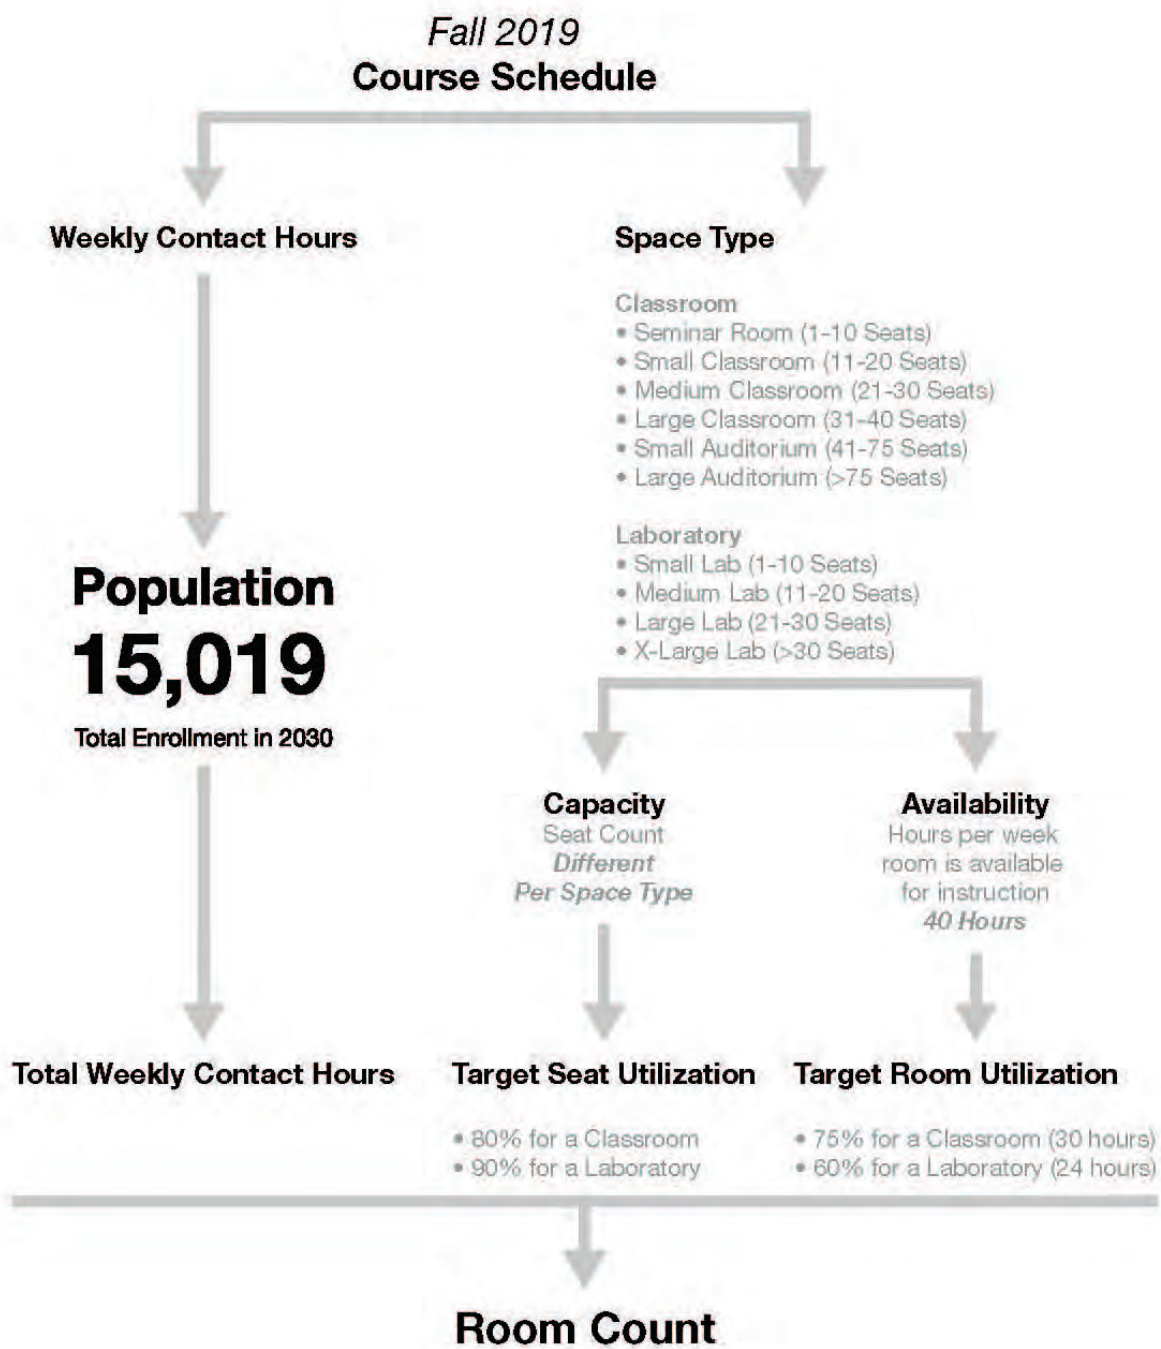 Fall 2019
Course Schedule
Weekly Contact Hours
Space Type
Classroom
• Seminar Room (1-10 Seats)
• Small Classroom (11-20 Seats)
• Medium Classroom (21-30 Seats)
• Large Classroom (31-40 Seats)
• Small Auditorium (41-75 Seats)
• Large Auditorium (>75 Seats)
Laboratory
• Small Lab (1-10 Seats)
• Medium Lab (11-20 Seats)
• Large Lab (21-30 Seats)
• X-Large Lab (>30 Seats)
Population
15,019
Total Enrollment in 2030
Capacity
Seat Count
Different
Per Space Type
Availability
Hours per week
room is available
for instruction
40 Hours
Total Weekly Contact Hours
Target Seat Utilization
• 80% for a Classroom
• 90% for a Laboratory
Target Room Utilization
• 75% for a Classroom (30 hours)
• 60% for a Laboratory (24 hours)
Room Count